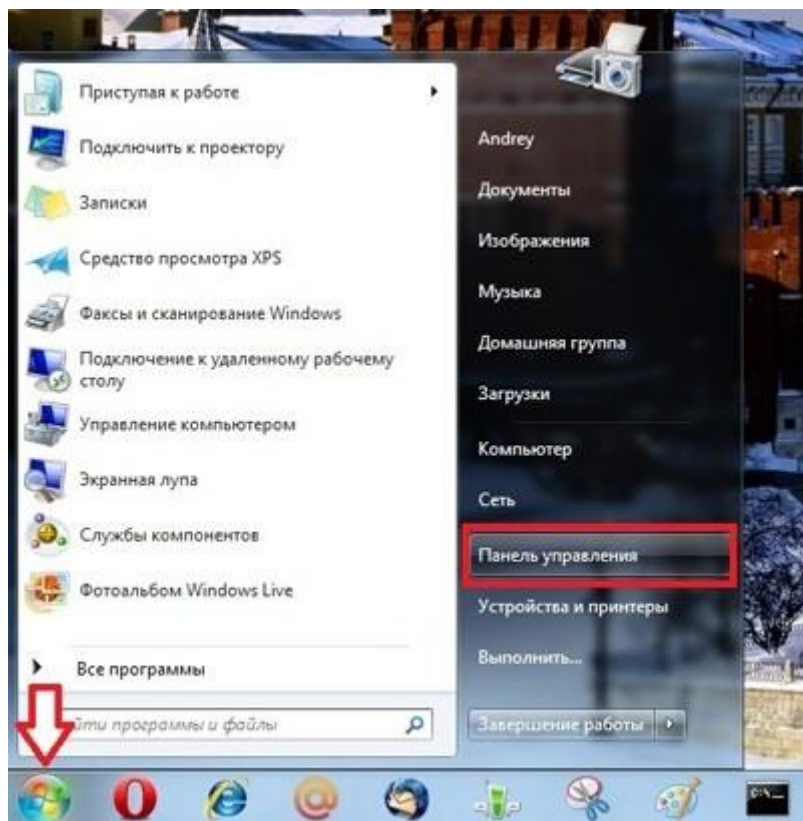 Приступая к работе
Подключить к проектору
Записки
Средство просмотра XPS
Факсы и сканирование Windows
Подключение к удаленному рабочему
столу
Управление компьютером
Экранная лупа
Службы компонентов
Фотоальбом Windows Live
Все программы
йти программы и файлы
Andrey
Документы
Изображения
Музыка
Домашняя группа
Загрузки
Компьютер
Сеть
Панель управления
Устройства и принтеры
Выполнить...
Завершение работы
C:\_